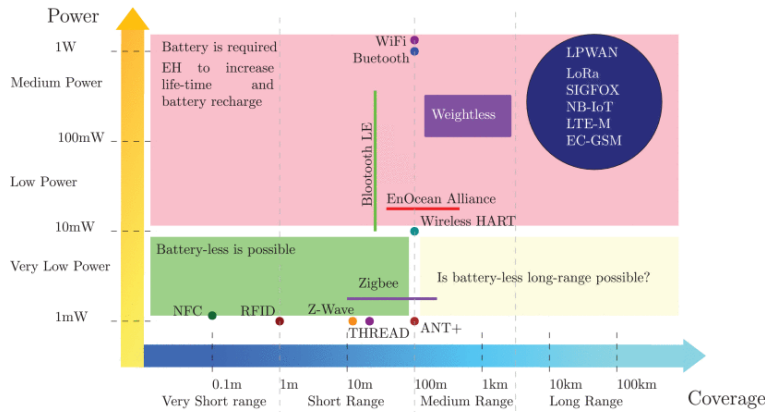 Power
1W
Medium Power
100mW
Low Power
10mW
Very Low Power
1mW
Battery is required
EH to increase
life-time and
battery recharge
WiFi
Buetooth
Blootooth LE
Weightless
LPWAN
LoRa
SIGFOX
NB-IoT
LTE-M
EC-GSM
EnOcean Alliance
Wireless HART
Battery-less is possible
Zigbee
Is battery-less long-range possible?
NFC
RFID
Z-Wave
THREAD
ANT+
0.1m
1m
10m
100m
1km
10km
100km
Very Short range
Short Range
Medium Range
Long Range
Coverage